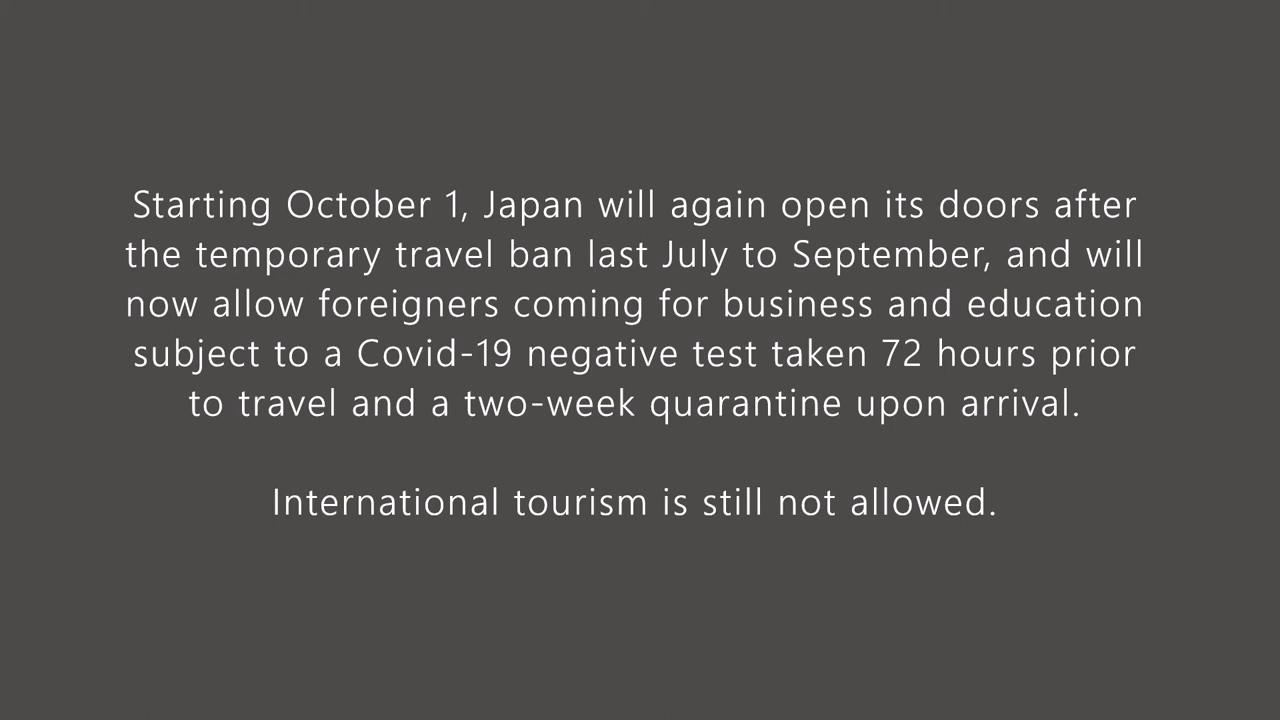 Starting October 1, Japan will again open its doors after
the temporary travel ban last July to September, and will
now allow foreigners coming for business and education
subject to a Covid-19 negative test taken 72 hours prior
to travel and a two-week quarantine upon arrival.
International tourism is still not allowed.